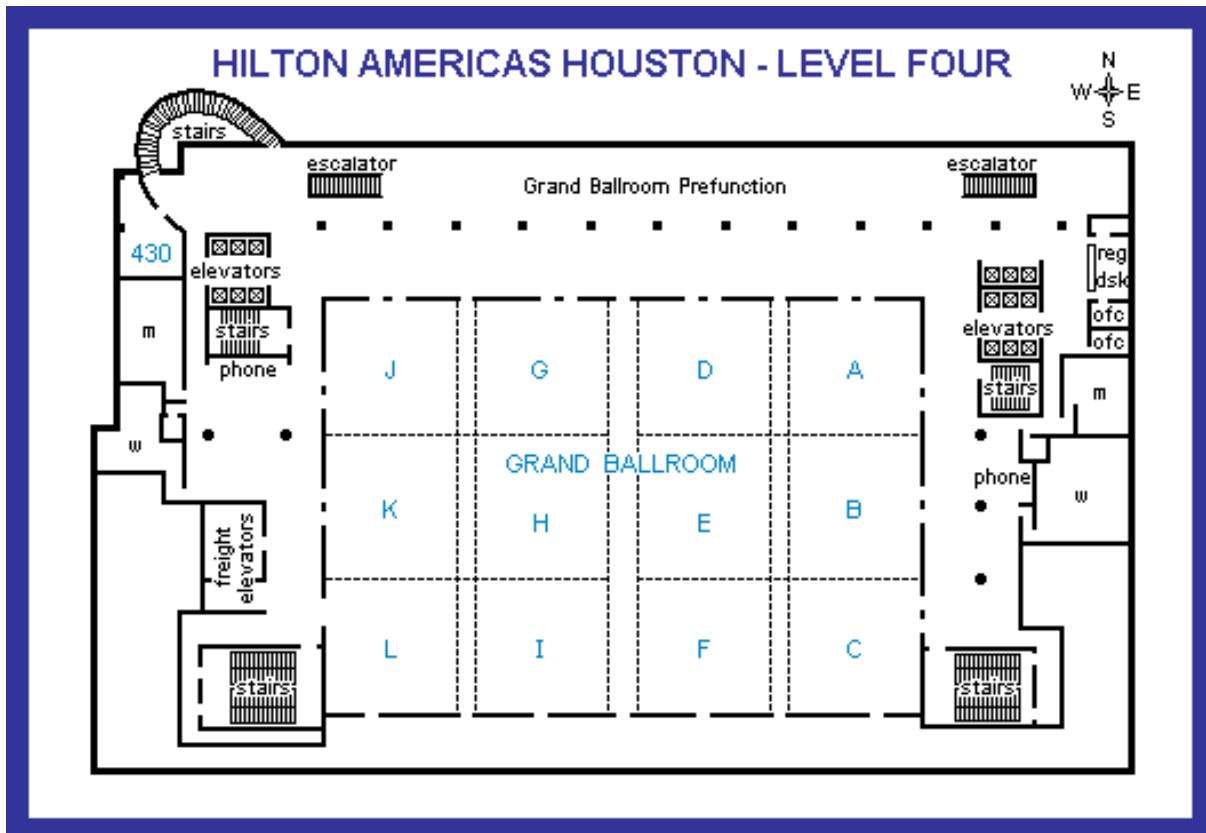 HILTON AMERICAS HOUSTON - LEVEL FOUR
N
W E
S
stairs
escalator
Grand Ballroom Prefunction
escalator
430
elevators
reg
dsk
stairs
phone
m
elevators
ofc
ofc
stairs
m
J G D A
w
GRAND BALLROOM
phone
w
K H E B
freight
elevators
L I F C
stairs
stairs